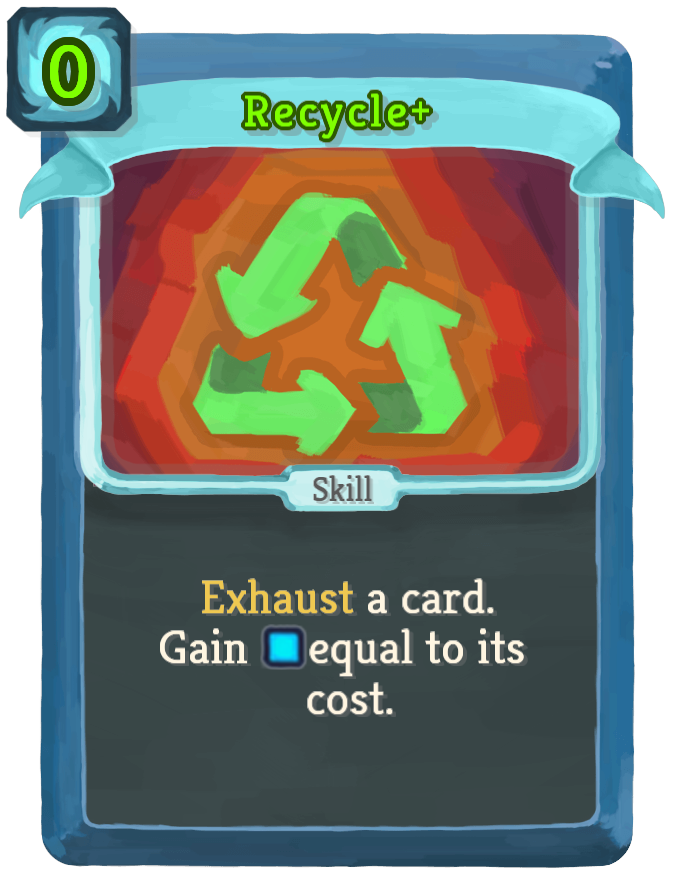 0
Recycle+
Skill
Exhaust a card.
Gain equal to its
cost.